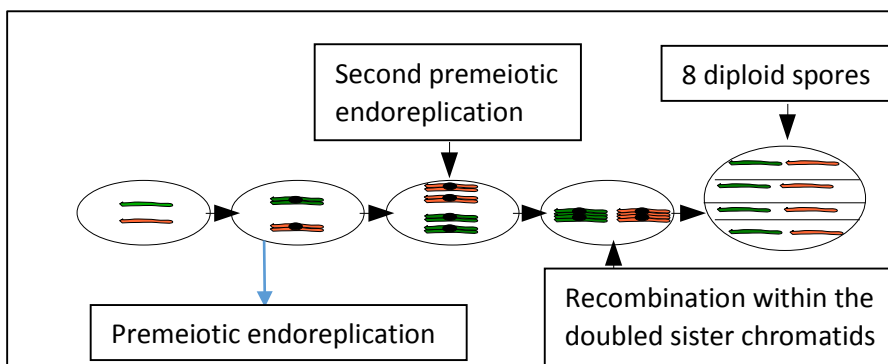 Second premeiotic
endoreplication
8 diploid spores
Premeiotic endoreplication
Recombination within the
doubled sister chromatids